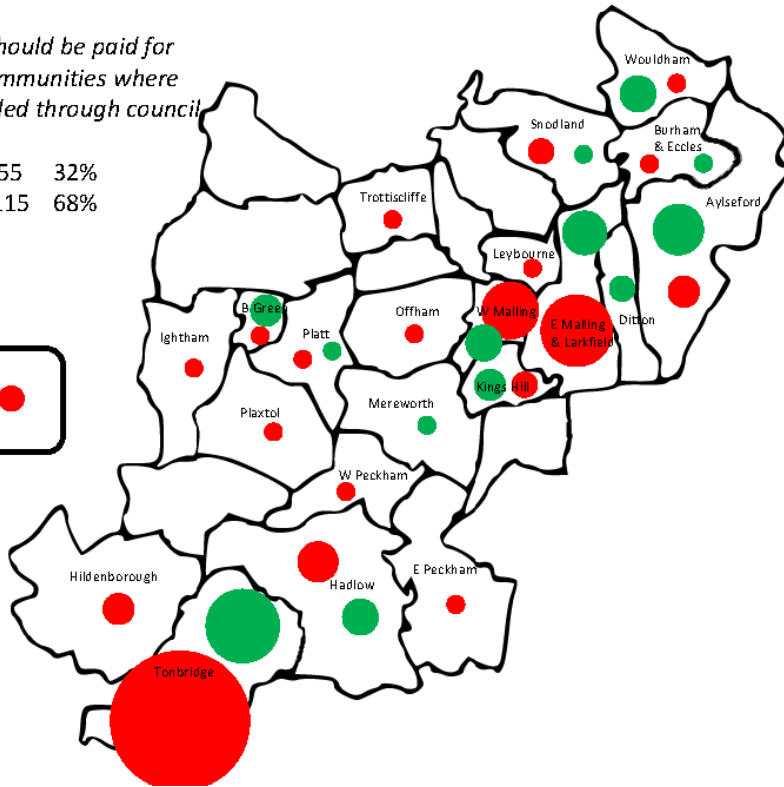 hould be paid for
mmunities where
ded through council
55 32%
115 68%
Wouldham
Snodland
Burham
& Eccles
Trottiscliffe
Aylseford
Leybourne
B Green
Offham
W Malling
Ightham
Platt
E Malling
& Larkfield
Ditton
Kings Hill
Mereworth
Plaxtol
W Peckham
Hildenborough
Hadlow
E Peckham
Tonbridge